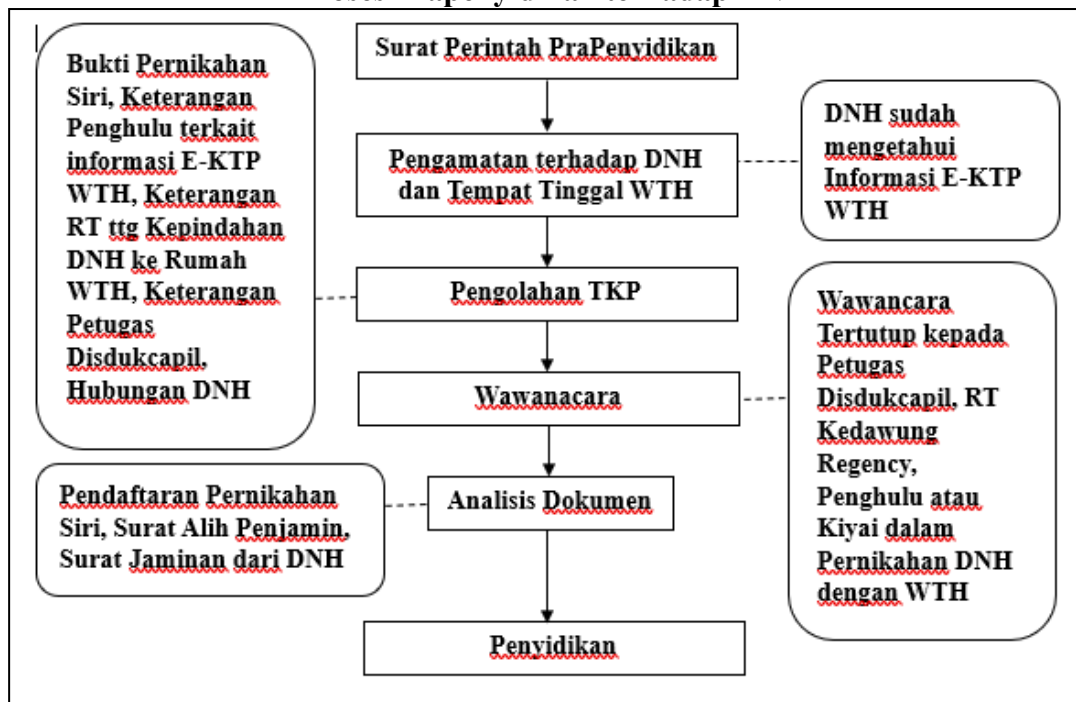 Surat Perintah PraPenyidikan
Bukti Pernikahan
Siri, Keterangan
Penghulu terkait
informasi E-KTP
WTH, Keterangan
RT ttg Kepindahan
DNH ke Rumah
WTH, Keterangan
Petugas
Disdukcapil,
Hubungan DNH
DNH sudah
mengetahui
Informasi E-KTP
WTH
Pengamatan terhadap DNH
dan Tempat Tinggal WTH
Pengolahan TKP
Wawanacara
Wawancara
Tertutup kepada
Petugas
Disdukcapil, RT
Kedawung
Regency,
Penghulu atau
Kiyai dalam
Pernikahan DNH
dengan WTH
Pendaftaran Pernikahan
Siri, Surat Alih Penjamin,
Surat Jaminan dari DNH
Analisis Dokumen
Penyidikan